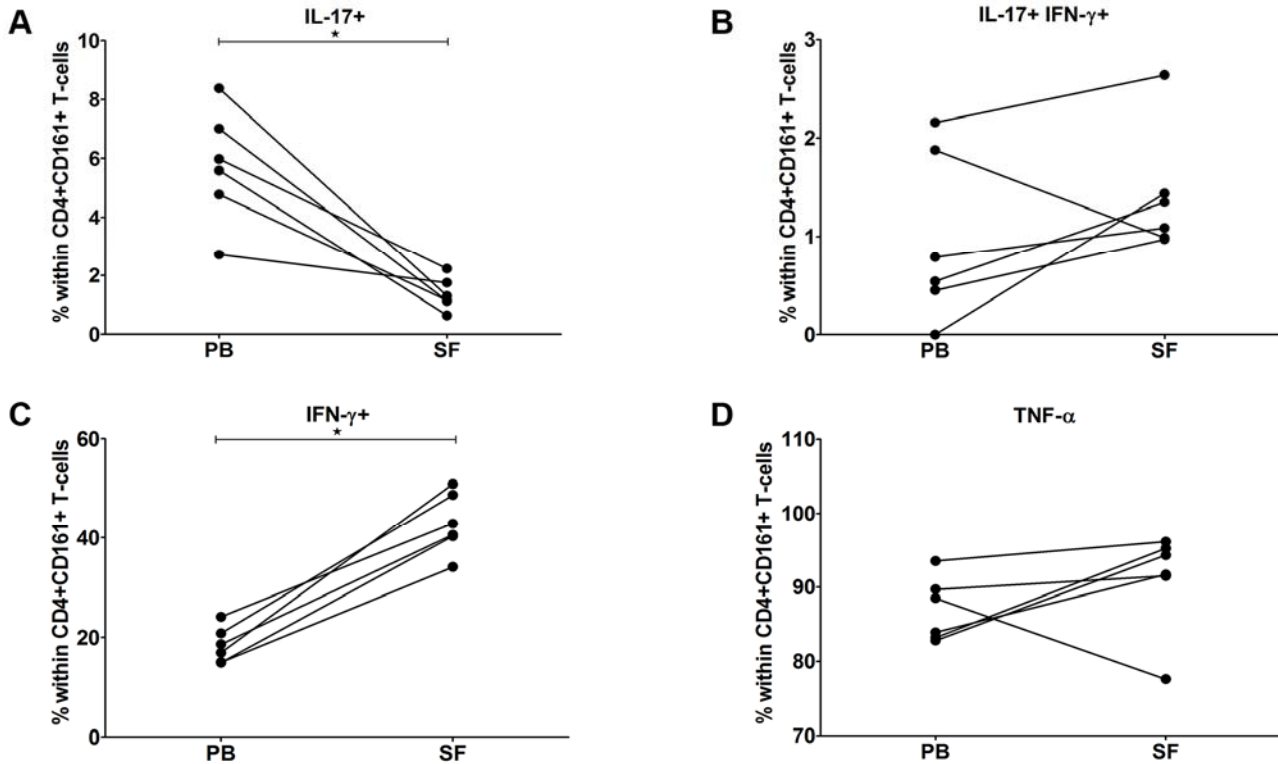 A
IL-17+
★
% within CD4+CD161+ T-cells
10
8
6
4
2
0
PB SF
B
IL-17+ IFN-γ+
% within CD4+CD161+ T-cells
3
2
1
0
PB SF
C
IFN-γ+
★
% within CD4+CD161+ T-cells
60
40
20
0
PB SF
D
TNF-α
% within CD4+CD161+ T-cells
110
100
90
80
70
PB SF